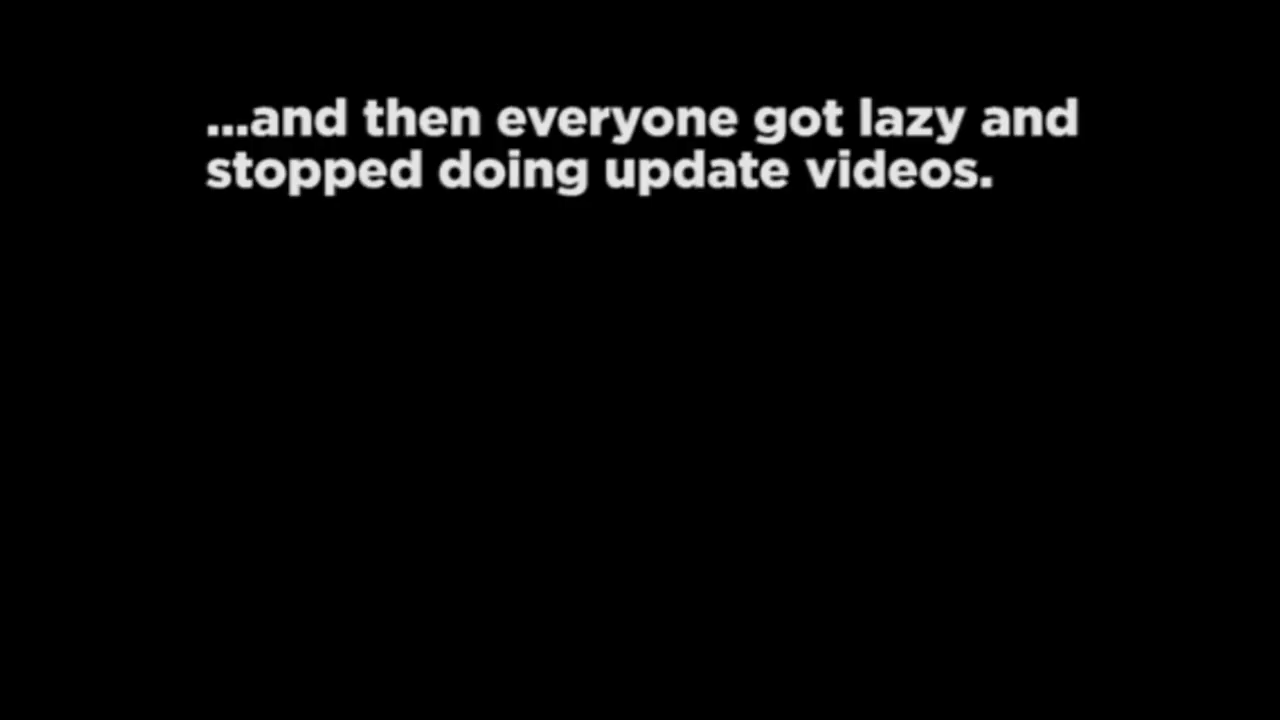 ...and then everyone got lazy and
stopped doing update videos.